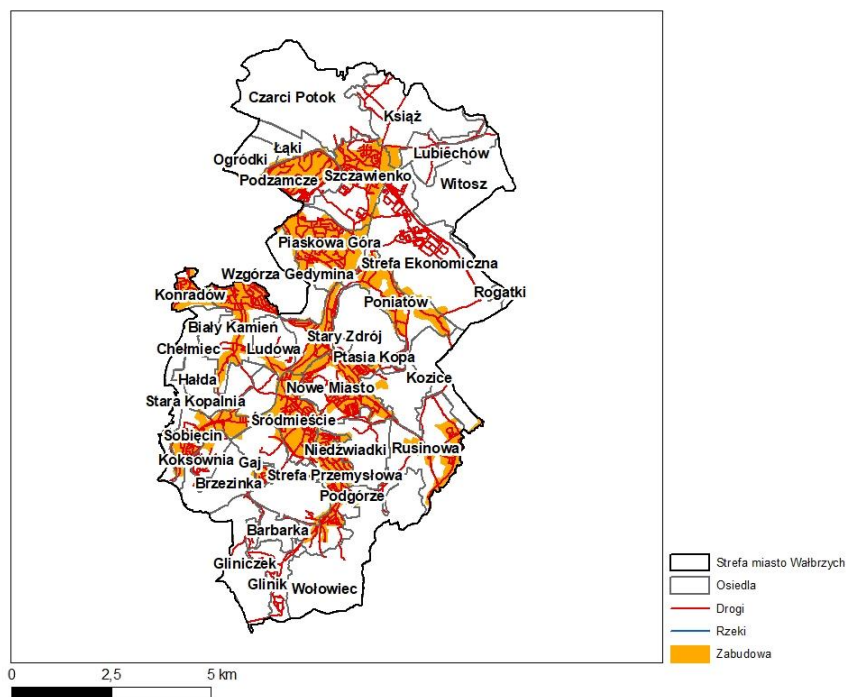 Czarci Potok
Książ
Łąki
Lubiechów
Ogródki
Podzamcze
Szczawienko
Witosz
Piaskowa Góra
Strefa Ekonomiczna
Wzgórza Gedymina
Konradów
Poniatów
Rogatki
Biały Kamień
Stary Zdrój
Chełmiec
Ludowa
Ptasia Kopa
Hałda
Nowe Miasto
Kozice
Stara Kopalnia
Śródmieście
Sobięcin
Niedźwiadki
Rusinowa
Koksownia
Gaj
Strefa Przemysłowa
Brzezinka
Podgórze
Barbarka
Gliniczek
Glinik
Wołowiec
Strefa miasto Wałbrzych
Osiedla
Drogi
Rzeki
Zabudowa
0 2,5 5 km